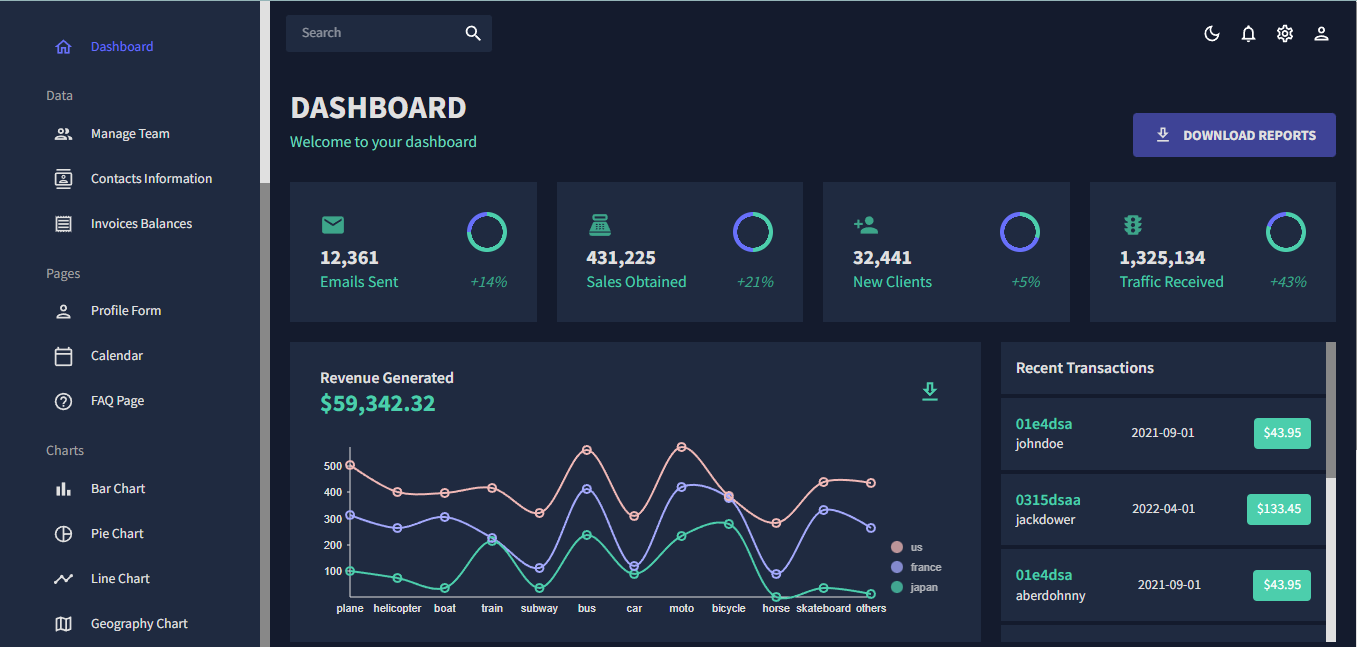 Dashboard
Data
Manage Team
Contacts Information
Invoices Balances
Pages
Profile Form
Calendar
FAQ Page
Charts
Bar Chart
Pie Chart
Line Chart
Geography Chart
Search
DASHBOARD
Welcome to your dashboard
DOWNLOAD REPORTS
12,361
Emails Sent +14%
431,225
Sales Obtained +21%
32,441
New Clients +5%
1,325,134
Traffic Received +43%
Revenue Generated
$59,342.32
500
400
300
200
100
plane helicopter boat train subway bus car moto bicycle horse skateboard others
us
france
japan
Recent Transactions
01e4dsa
johndoe
2021-09-01
$43.95
0315dsaa
jackdower
2022-04-01
$133.45
01e4dsa
aberdohnny
2021-09-01
$43.95